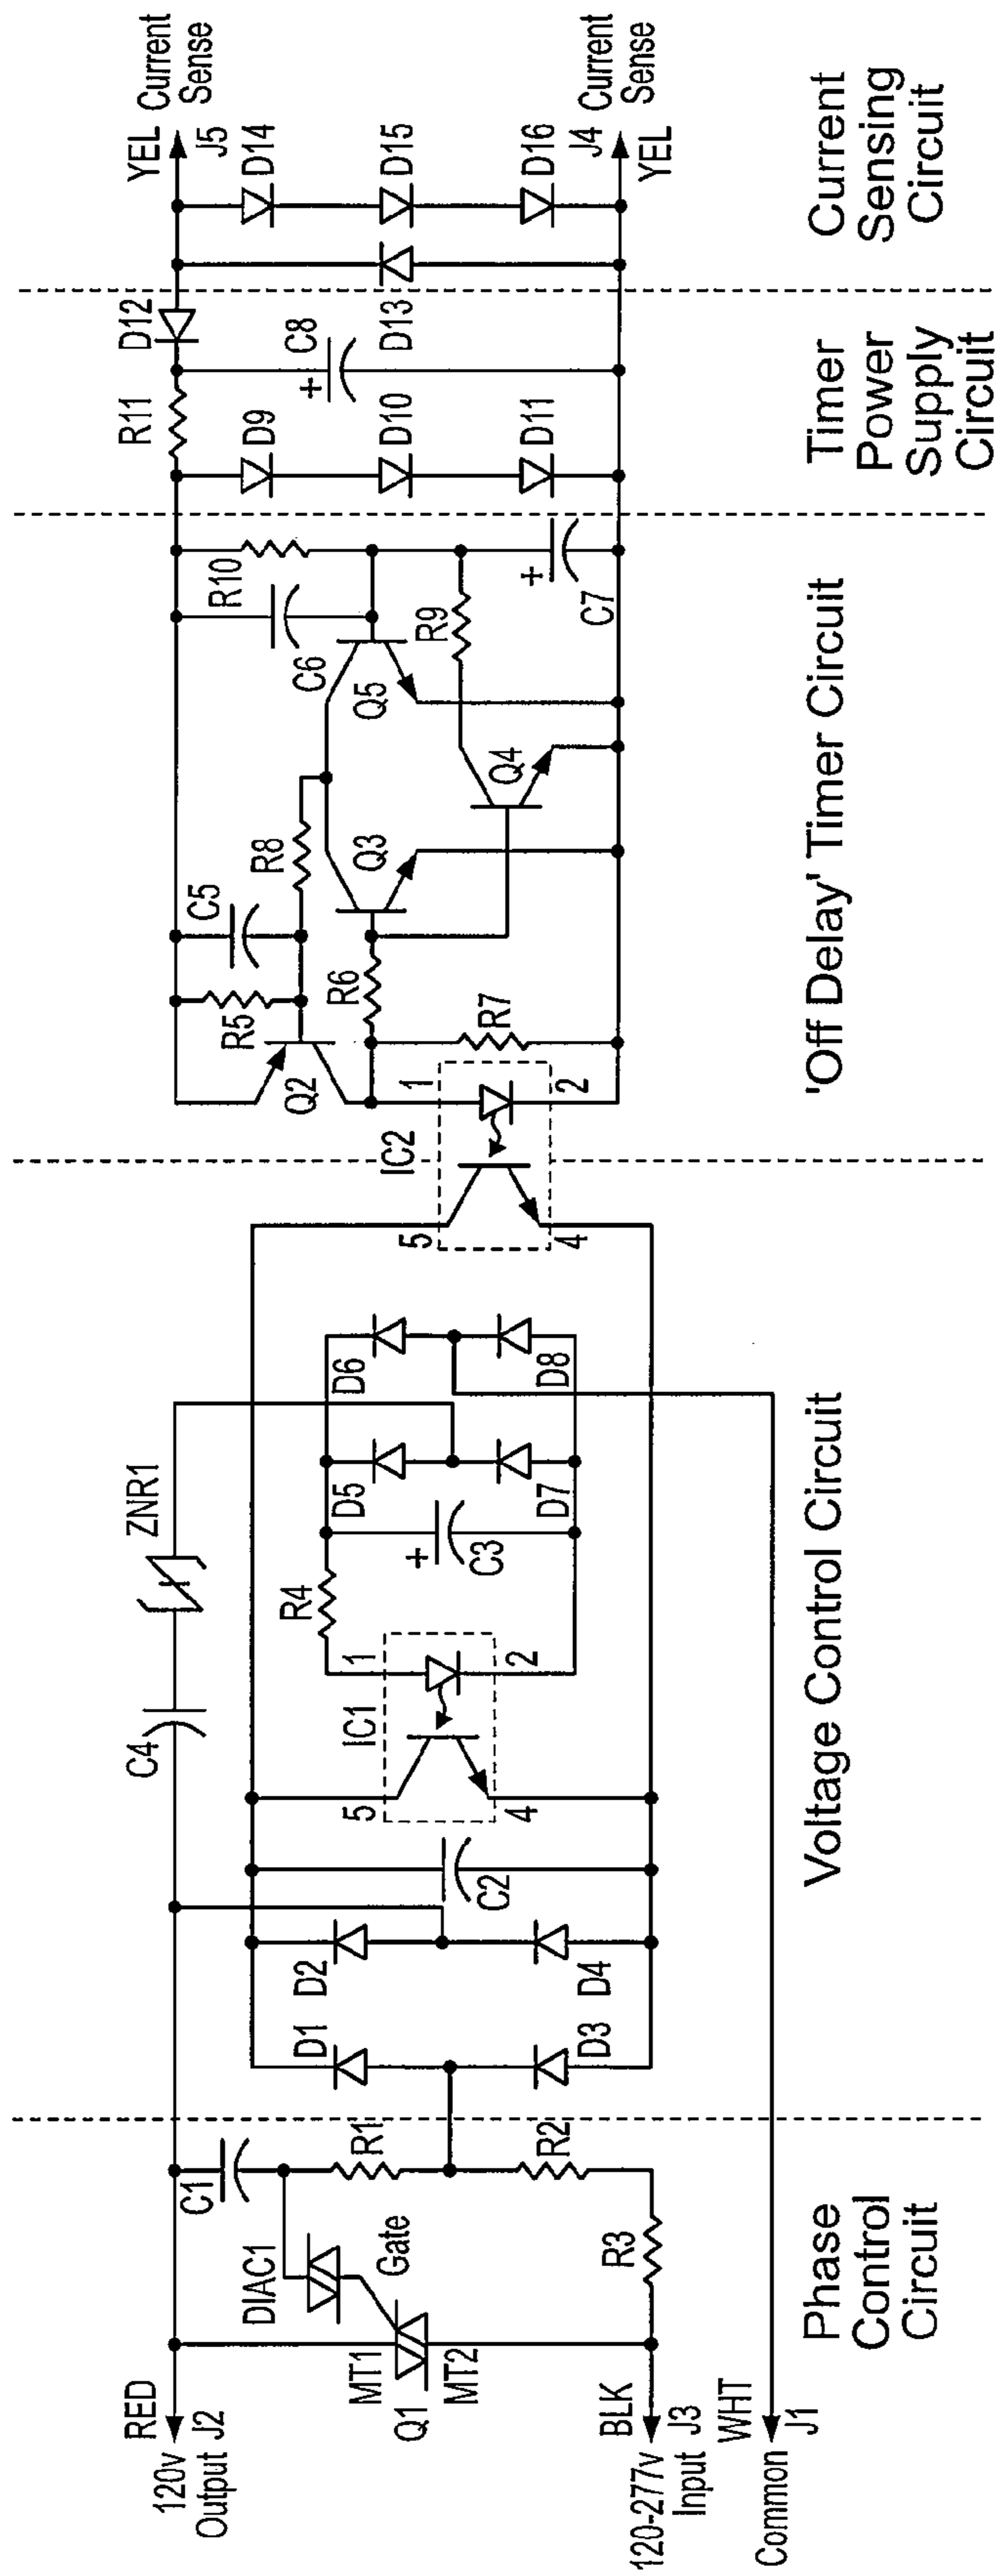 RED
120v
Output
J2
BLK
120-277v
Input
J3
WHT
Common
J1
MT1
Q1
MT2
DIAC1
Gate
C1
R1
R2
R3
Phase
Control
Circuit
D1
D3
D2
D4
C2
C4
ZNR1
5
4
IC1
1
2
R4
+
C3
D5
D7
D6
D8
Voltage Control Circuit
5
4
IC2
1
2
Q2
R5
C5
R6
R7
R8
Q3
Q4
Q5
C6
R9
R10
+
C7
'Off Delay' Timer Circuit
R11
D9
D10
D11
+
C8
D12
Timer
Power
Supply
Circuit
D13
YEL
J5
Current
Sense
D14
D15
D16
J4
YEL
Current
Sense
Current
Sensing
Circuit